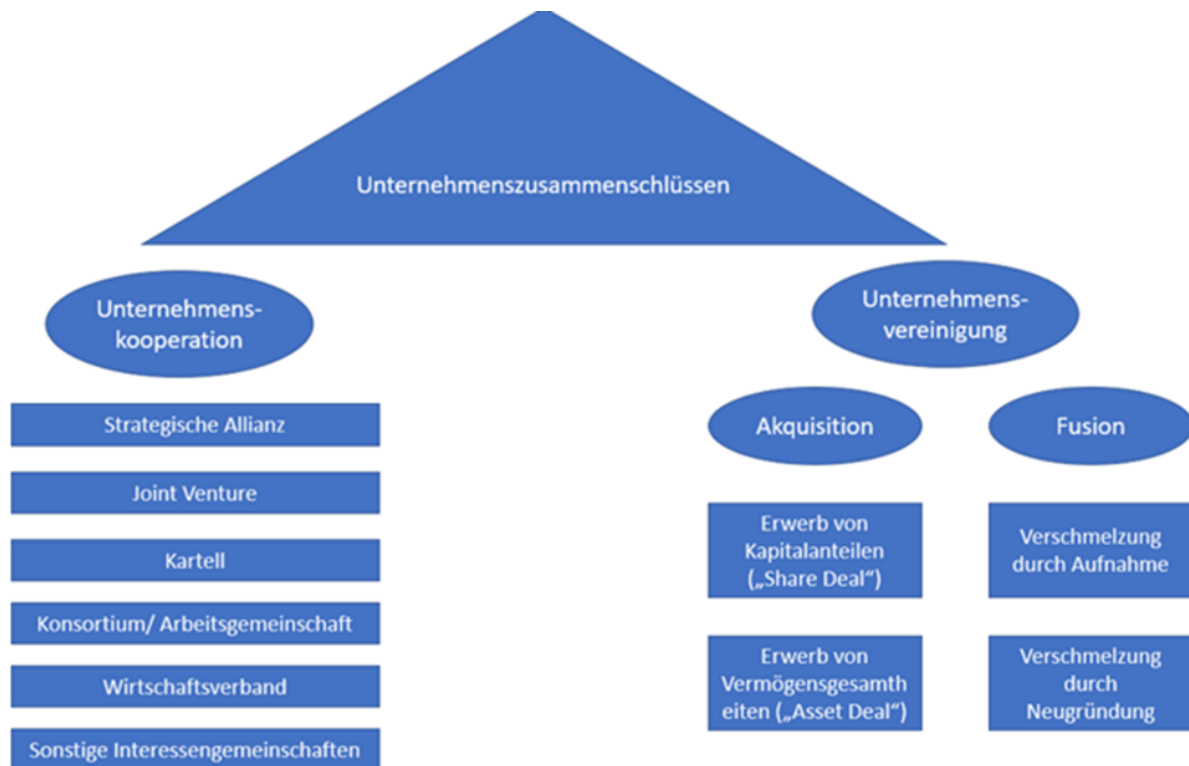 Unternehmenszusammenschlüssen
Unternehmens-
kooperation
Strategische Allianz
Joint Venture
Kartell
Konsortium/ Arbeitsgemeinschaft
Wirtschaftsverband
Sonstige Interessengemeinschaften
Unternehmens-
vereinigung
Akquisition
Erwerb von
Kapitalanteilen
(„Share Deal“)
Erwerb von
Vermögensgesamth
eiten („Asset Deal“)
Fusion
Verschmelzung
durch Aufnahme
Verschmelzung
durch
Neugründung